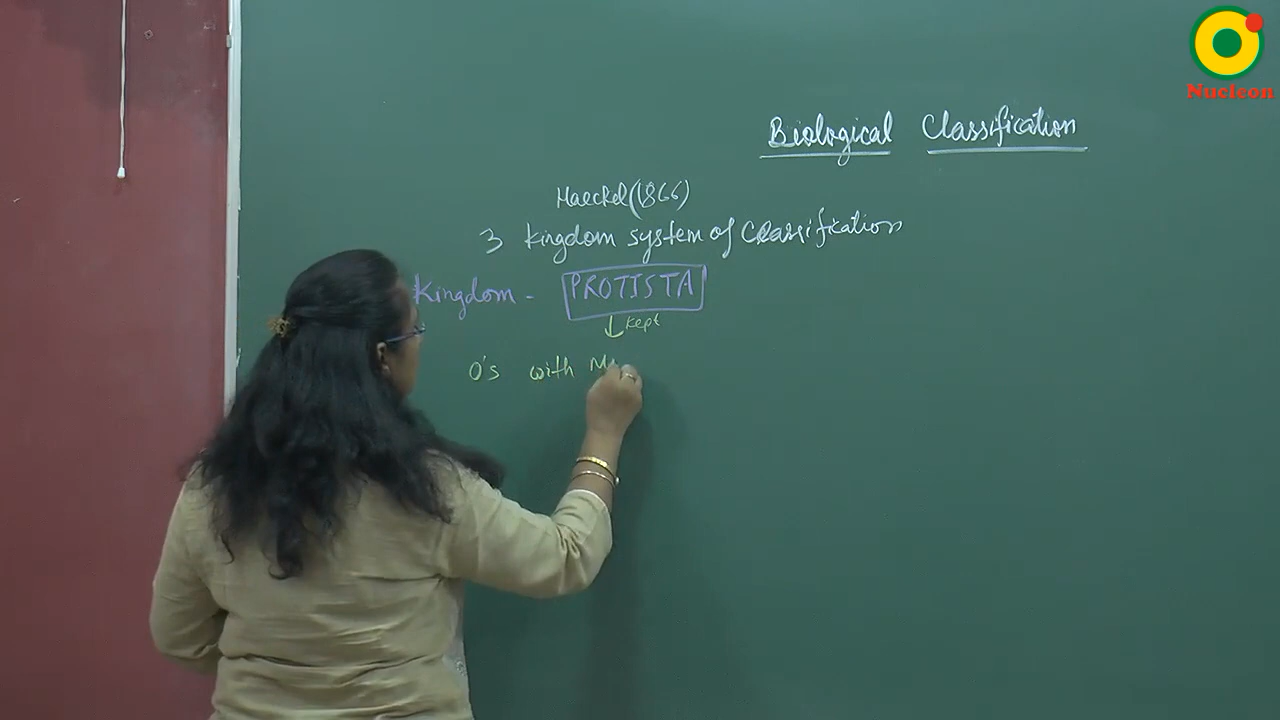 Nucleon
Biological Classification
Haeckel (1866)
3 kingdom system of Classification
Kingdom - PROTISTA
kept
O's with